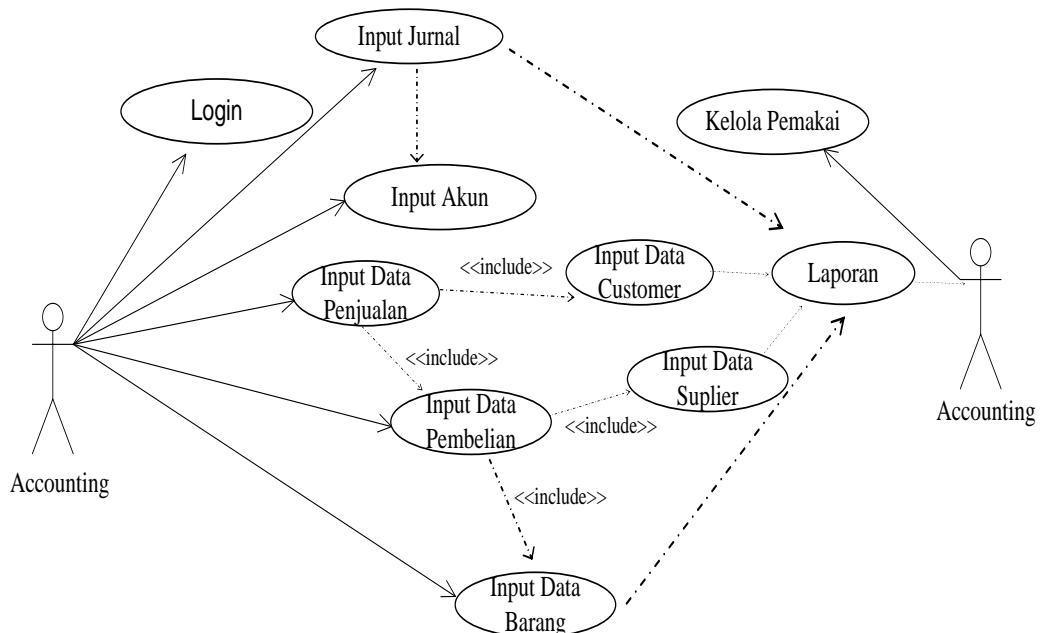 Input Jurnal
Login
Kelola Pemakai
Input Akun
<<include>>
Input Data
Customer
Laporan
Input Data
Penjualan
<<include>>
Input Data
Suplier
Input Data
Pembelian
<<include>>
Accounting
Accounting
<<include>>
Input Data
Barang